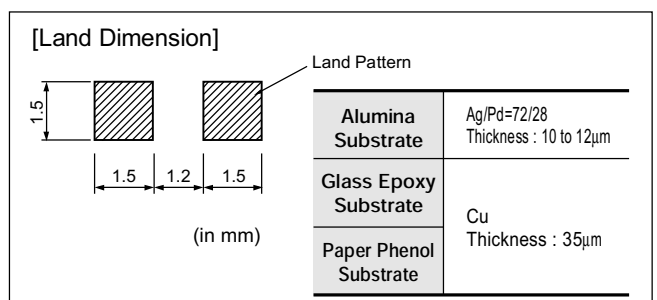 [Land Dimension]
Land Pattern
1.5
1.5
1.2
1.5
(in mm)
Alumina
Substrate
Ag/Pd=72/28
Thickness : 10 to 12μm
Glass Epoxy
Substrate
Paper Phenol
Substrate
Cu
Thickness : 35μm